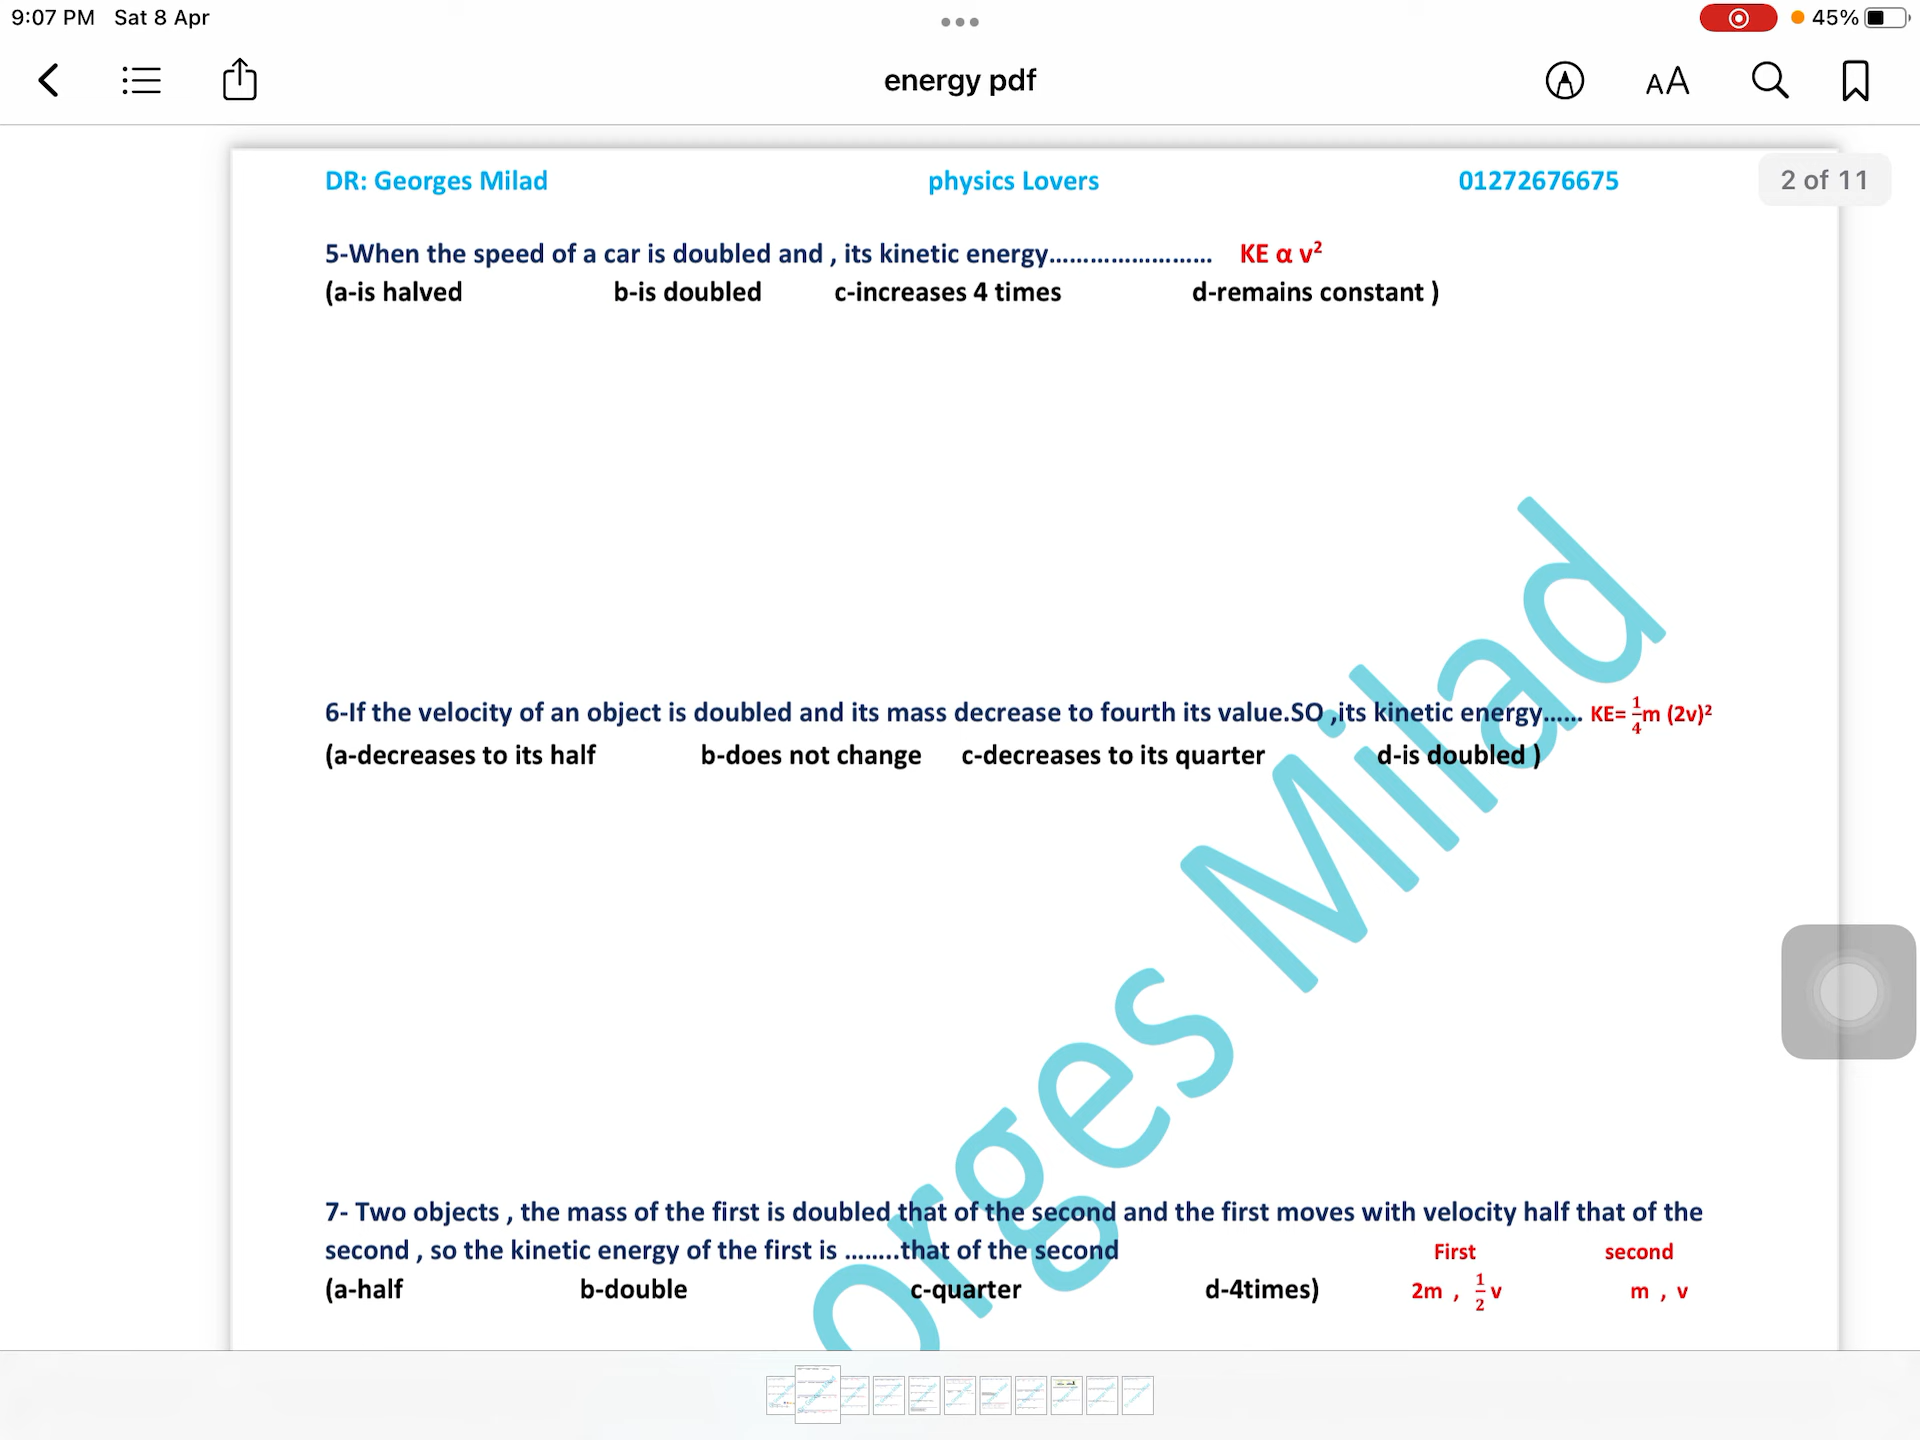 9:07 PM Sat 8 Apr
45%
energy pdf
AA
DR: Georges Milad physics Lovers 01272676675
2 of 11
5-When the speed of a car is doubled and , its kinetic energy........................ KE α v²
(a-is halved b-is doubled c-increases 4 times d-remains constant )
6-If the velocity of an object is doubled and its mass decrease to fourth its value.SO ,its kinetic energy...... KE= 1/4 m (2v)²
(a-decreases to its half b-does not change c-decreases to its quarter d-is doubled )
7- Two objects , the mass of the first is doubled that of the second and the first moves with velocity half that of the
second , so the kinetic energy of the first is ........that of the second First second
(a-half b-double c-quarter d-4times) 2m , 1/2 v m , v
orges Milad